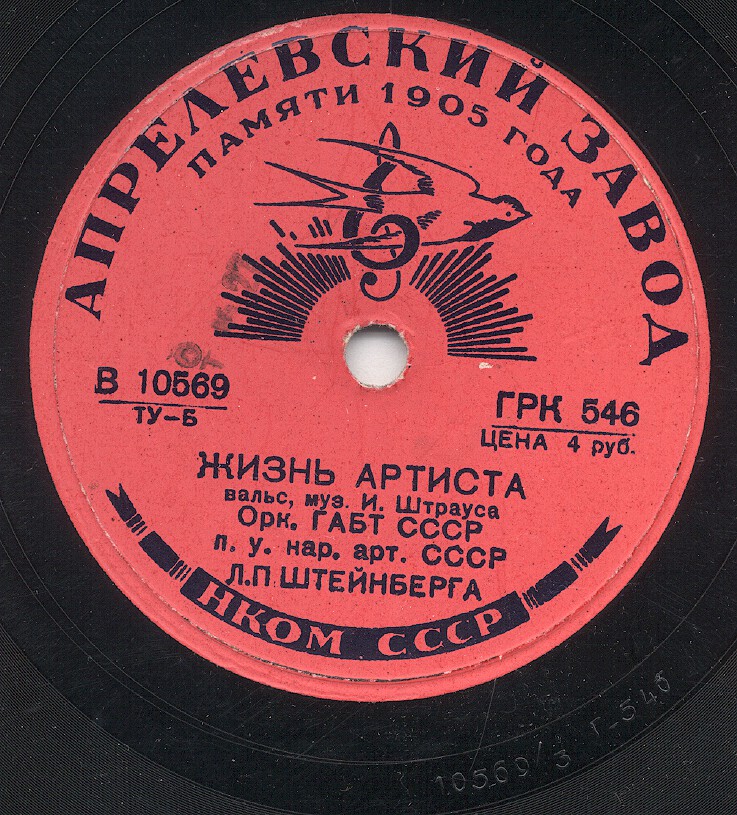 АПРЕЛЕВСКИЙ ЗАВОД
ПАМЯТИ 1905 ГОДА
В 10569
ТУ-Б
ГРК 546
ЦЕНА 4 руб.
ЖИЗНЬ АРТИСТА
вальс, муз. И. Штрауса
Орк. ГАБТ СССР
п. у. нар. арт. СССР
Л.П.ШТЕЙНБЕРГА
НКОМ СССР
10569/3 Г-546